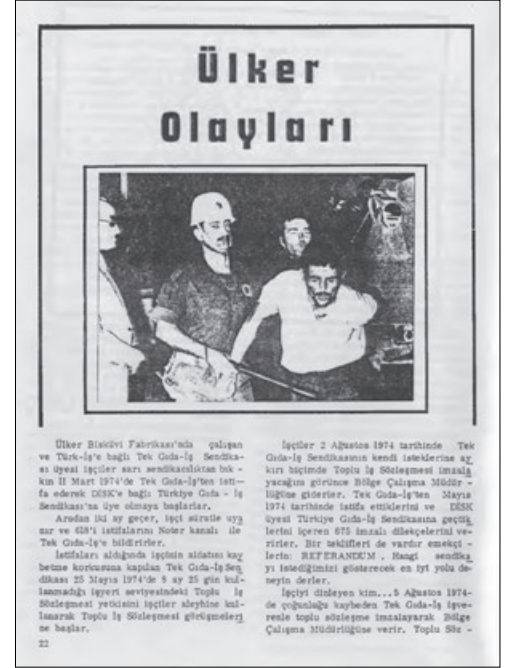 Ülker
Olayları
Ülker Bisküvi Fabrikası'nda çalışan
ve Türk-İş'e bağlı Tek Gıda-İş Sendika-
sı üyesi işçiler sarı sendikacılıktan bık -
kın II Mart 1974'de Tek Gıda-İş'ten isti-
fa ederek DİSK'e bağlı Türkiye Gıda - İş
Sendikası'na üye olmaya başlarlar.
Aradan iki ay geçer, işçi süratle uya
nır ve 618'i istifalarını Noter kanalı ile
Tek Gıda-İş'e bildirirler.
İstifaları aldığında işçinin aidatını kay
betme korkusuna kapılan Tek Gıda-İş Sen
dikası 25 Mayıs 1974'de 5 ay 25 gün kul-
lanmadığı işyeri seviyesindeki Toplu İş
Sözleşmesi yetkisini işçiler aleyhine kul-
lanarak Toplu İş Sözleşmesi görüşmeleri
ne başlar.
22
İşçiler 2 Ağustos 1974 tarihinde Tek
Gıda-İş Sendikasının kendi isteklerine ay
kırı biçimde Toplu İş Sözleşmesi imzala
yacağını görünce Bölge Çalışma Müdür -
lüğüne giderler. Tek Gıda-İş'ten Mayıs
1974 tarihinde istifa ettiklerini ve DİSK
üyesi Türkiye Gıda-İş Sendikasına geçtik
lerini içeren 675 imzalı dilekçelerini ve-
rirler. Bir teklifleri de vardır emekçi -
lerin: REFERANDUM. Hangi sendika
yı istediğimizi gösterecek en iyi yolu de-
neyin derler.
İşçiyi dinleyen kim...5 Ağustos 1974-
de çoğunluğu kaybeden Tek Gıda-İş işve-
renle toplu sözleşme imzalayarak Bölge
Çalışma Müdürlüğüne verir. Toplu Söz -